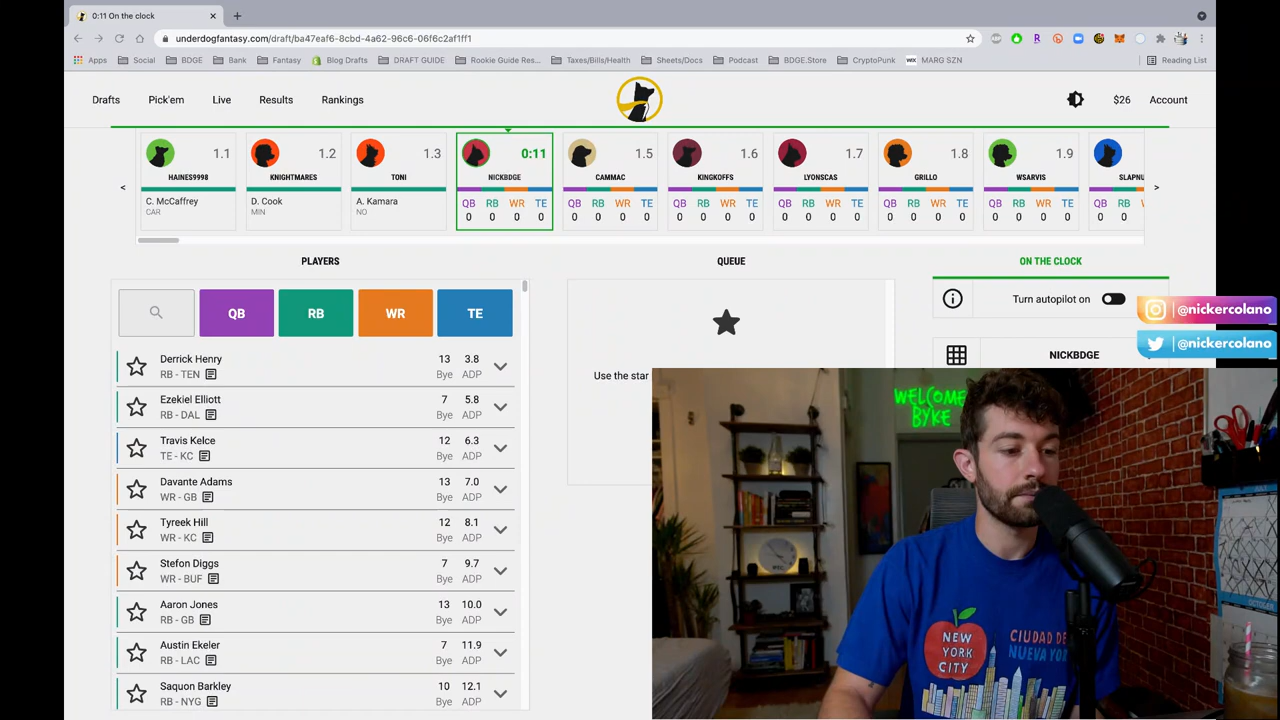 0:11 On the clock
underdogfantasy.com/draft/ba47eaf6-8cbd-4a62-96c6-06f6c2af1ff1
Apps Social BDGE Bank Fantasy Blog Drafts DRAFT GUIDE Rookie Guide Res... Taxes/Bills/Health Sheets/Docs Podcast BDGE.Store CryptoPunk WIX MARG SZN Reading List
Drafts Pick'em Live Results Rankings $26 Account
1.1 1.2 1.3 0:11 1.5 1.6 1.7 1.8 1.9
HAINES9998 KNIGHTMARES TONI NICKBDGE CAMMAC KINGKOFFS LYONSCAS GRILLO WSARVIS SLAPNU
C. McCaffrey D. Cook A. Kamara QB RB WR TE QB RB WR TE QB RB WR TE QB RB WR TE QB RB WR TE QB RB WR TE QB RB
CAR MIN NO 0 0 0 0 0 0 0 0 0 0 0 0 0 0 0 0 0 0 0 0 0 0 0 0 0 0
< >
PLAYERS QUEUE ON THE CLOCK
QB RB WR TE
Turn autopilot on
@nickercolano
@nickercolano
NICKBDGE
Use the star
Derrick Henry 13 3.8
RB - TEN Bye ADP
Ezekiel Elliott 7 5.8
RB - DAL Bye ADP
Travis Kelce 12 6.3
TE - KC Bye ADP
Davante Adams 13 7.0
WR - GB Bye ADP
Tyreek Hill 12 8.1
WR - KC Bye ADP
Stefon Diggs 7 9.7
WR - BUF Bye ADP
Aaron Jones 13 10.0
RB - GB Bye ADP
Austin Ekeler 7 11.9
RB - LAC Bye ADP
Saquon Barkley 10 12.1
RB - NYG Bye ADP
WELCOME
BYKE
NEW
YORK
CITY
CIUDAD DE
NUEVA YO